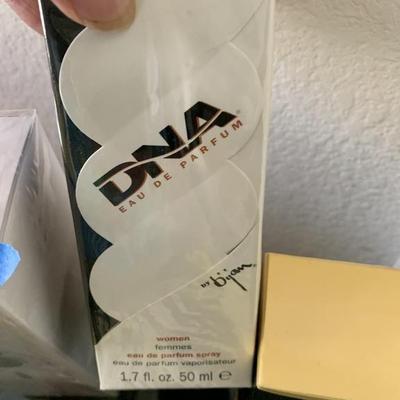 DNA®
EAU DE PARFUM
BY bijan®
women
femmes
eau de parfum spray
eau de parfum vaporisateur
1.7 fl. oz. 50 ml ℮